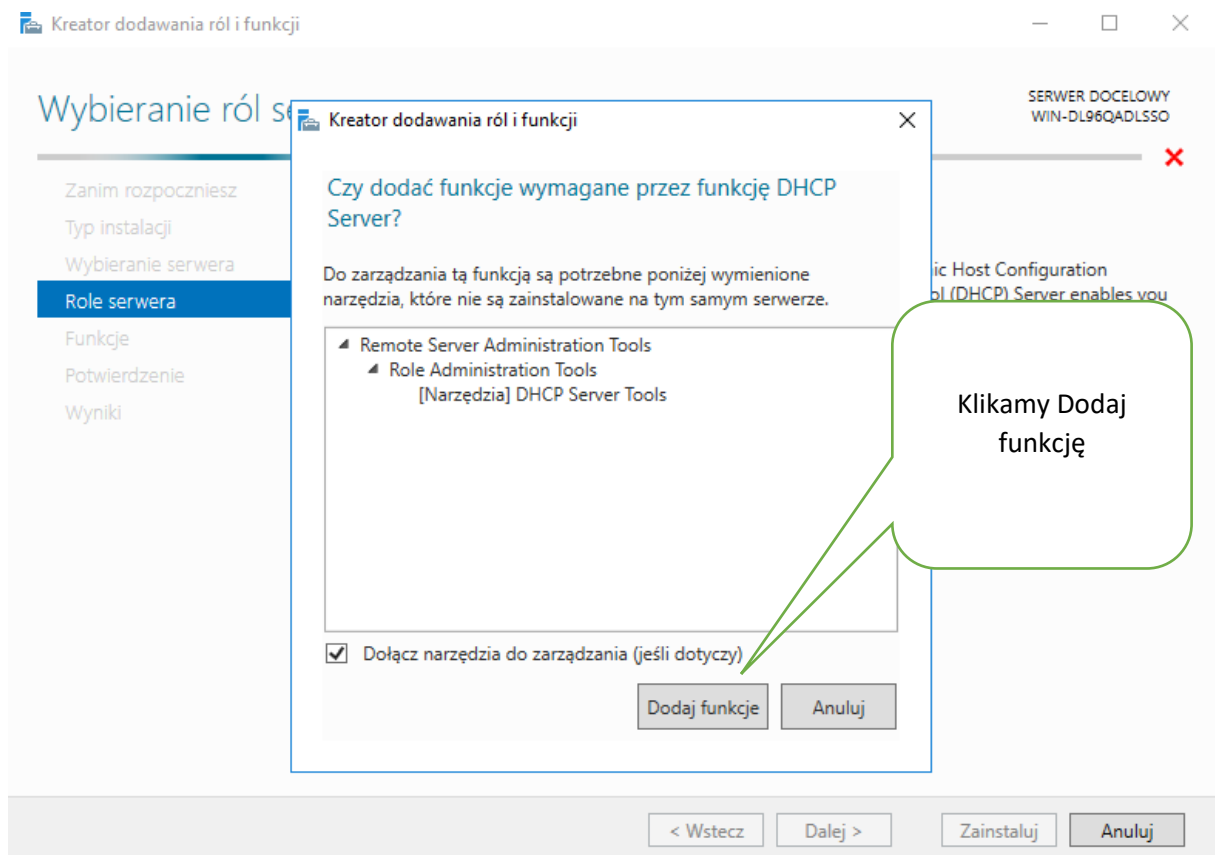 Kreator dodawania ról i funkcji
Wybieranie ról se
SERWER DOCELOWY
WIN-DL96QADLSSO
Zanim rozpoczniesz
Typ instalacji
Wybieranie serwera
Role serwera
Funkcje
Potwierdzenie
Wyniki
Kreator dodawania ról i funkcji
Czy dodać funkcje wymagane przez funkcję DHCP
Server?
Do zarządzania tą funkcją są potrzebne poniżej wymienione
narzędzia, które nie są zainstalowane na tym samym serwerze.
Remote Server Administration Tools
Role Administration Tools
[Narzędzia] DHCP Server Tools
Dołącz narzędzia do zarządzania (jeśli dotyczy)
Dodaj funkcje
Anuluj
ic Host Configuration
ol (DHCP) Server enables you
Klikamy Dodaj
funkcję
< Wstecz
Dalej >
Zainstaluj
Anuluj